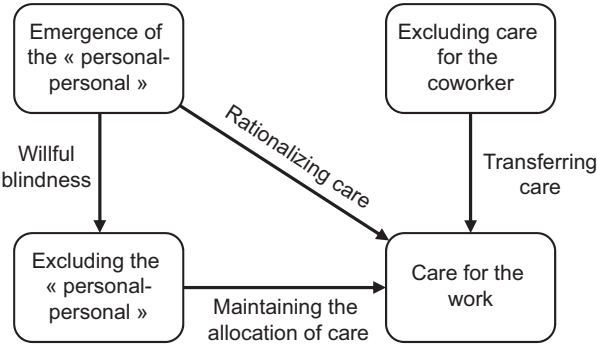 Emergence of
the « personal-
personal »
Excluding care
for the
coworker
Willful
blindness
Rationalizing care
Transferring
care
Excluding the
« personal-
personal »
Maintaining the
allocation of care
Care for the
work